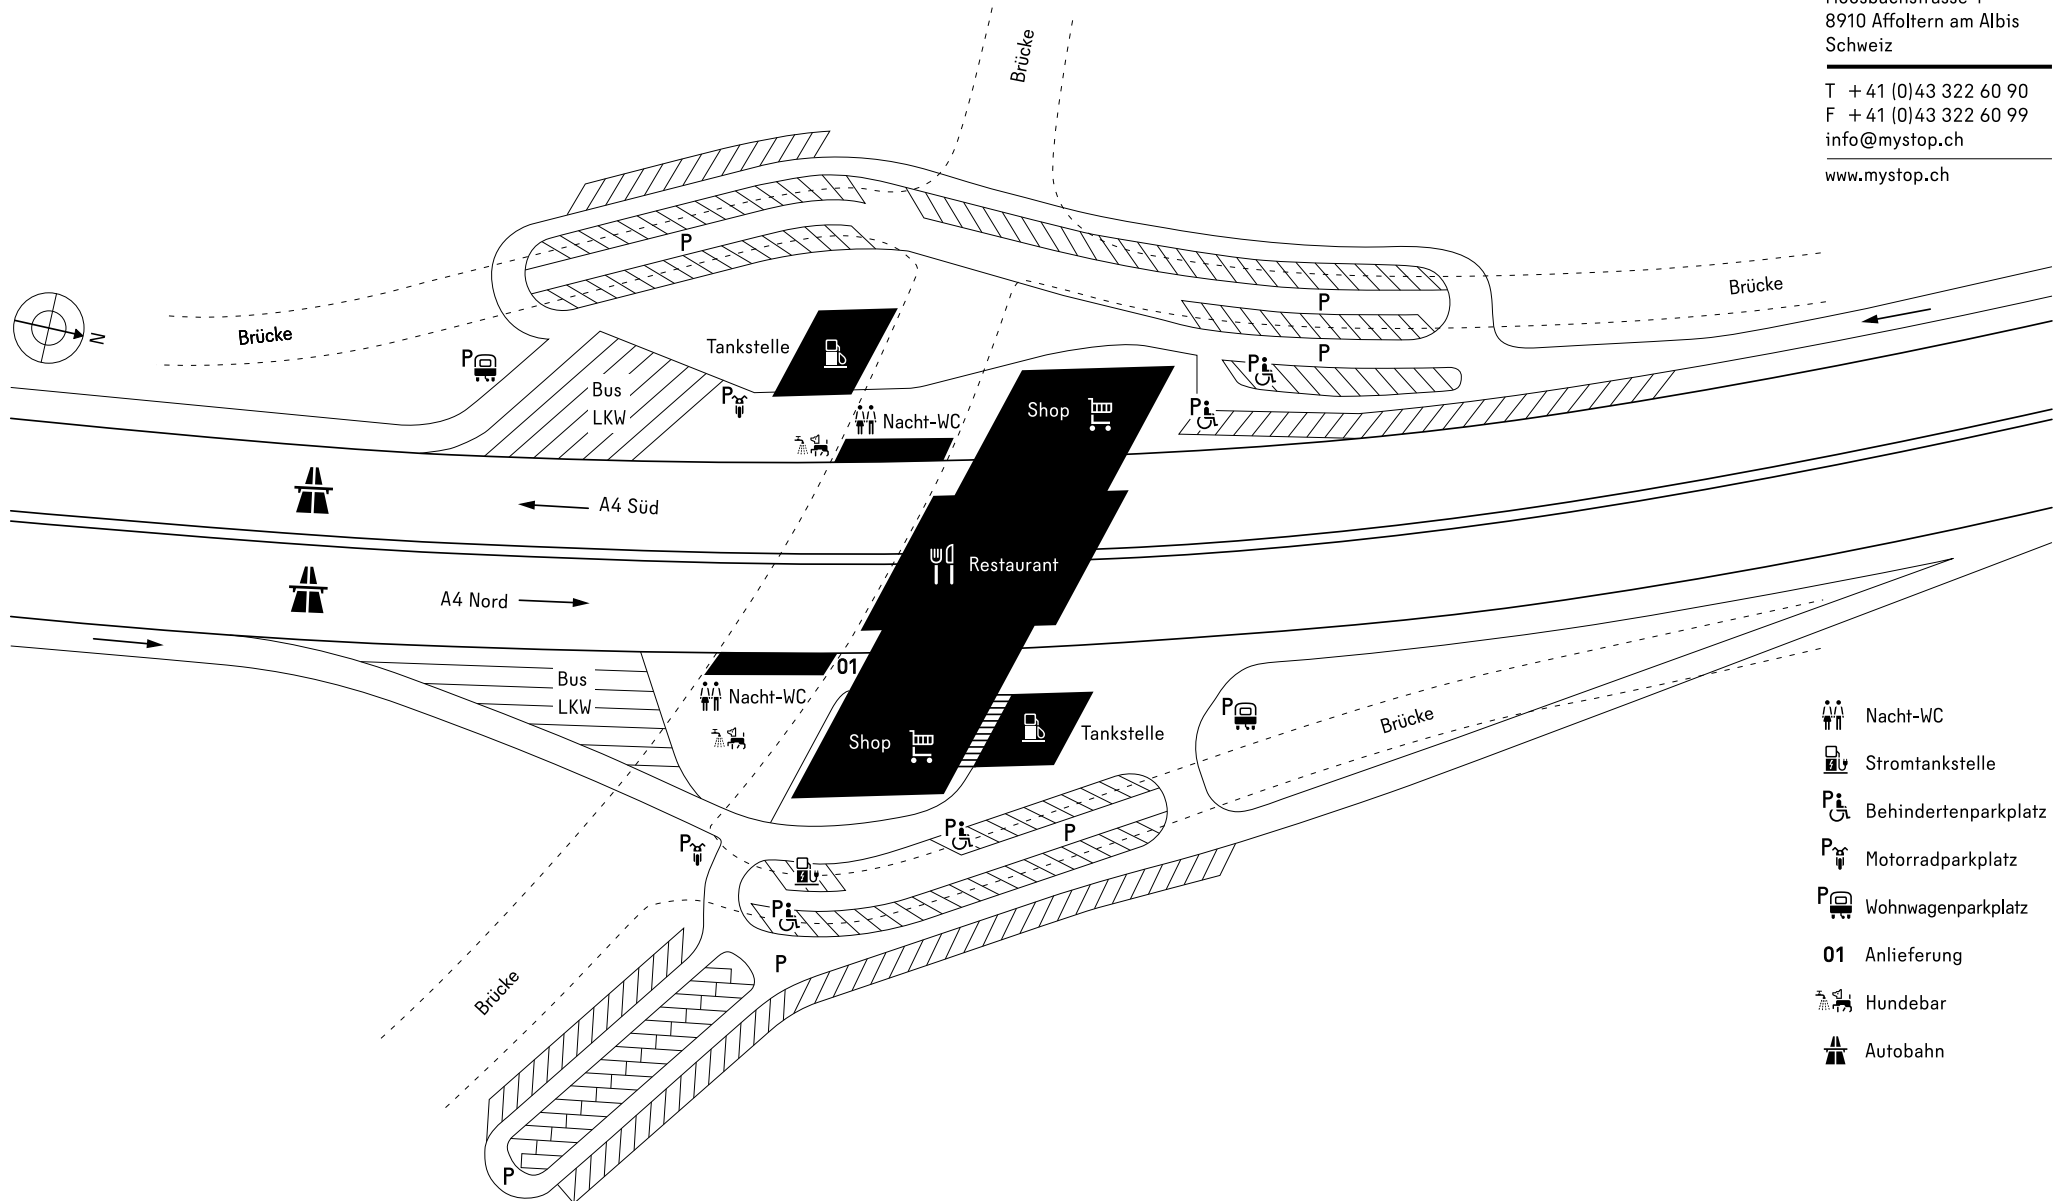 8910 Affoltern am Albis
Schweiz
T +41 (0)43 322 60 90
F +41 (0)43 322 60 99
info@mystop.ch
www.mystop.ch
Brücke
P
Brücke
P
N
Brücke
P
Tankstelle
P
P
Bus
LKW
P
Shop
P
Nacht-WC
P
A4 Süd
Restaurant
A4 Nord
01
Bus
LKW
Nacht-WC
Shop
Tankstelle
P
Brücke
P
P
P
P
P
Brücke
P
Nacht-WC
Stromtankstelle
P Behindertenparkplatz
P Motorradparkplatz
P Wohnwagenparkplatz
01 Anlieferung
Hundebar
Autobahn